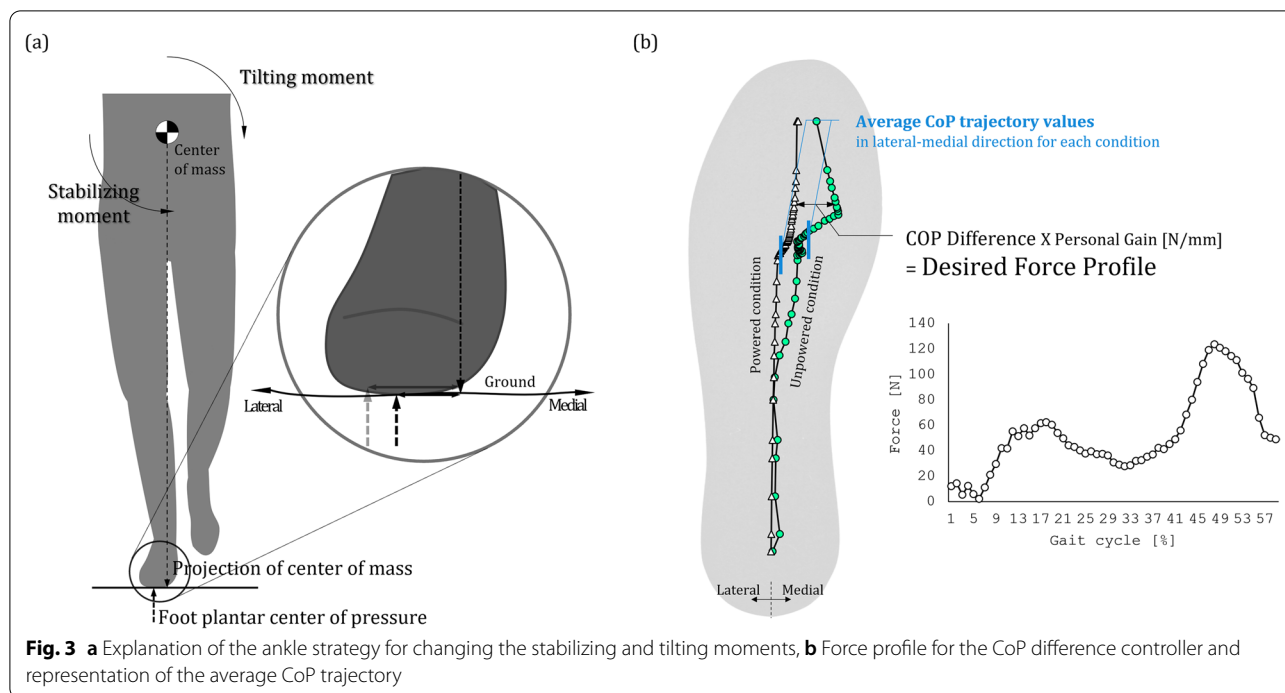 (a)
Tilting moment
Center
of mass
Stabilizing
moment
Ground
Lateral
Medial
Projection of center of mass
Foot plantar center of pressure
(b)
Average CoP trajectory values
in lateral-medial direction for each condition
COP Difference X Personal Gain [N/mm]
= Desired Force Profile
Powered condition
Unpowered condition
Lateral
Medial
Force [N]
140
120
100
80
60
40
20
0
1 5 9 13 17 21 25 29 33 37 41 45 49 53 57
Gait cycle [%]
Fig. 3 a Explanation of the ankle strategy for changing the stabilizing and tilting moments, b Force profile for the CoP difference controller and
representation of the average CoP trajectory